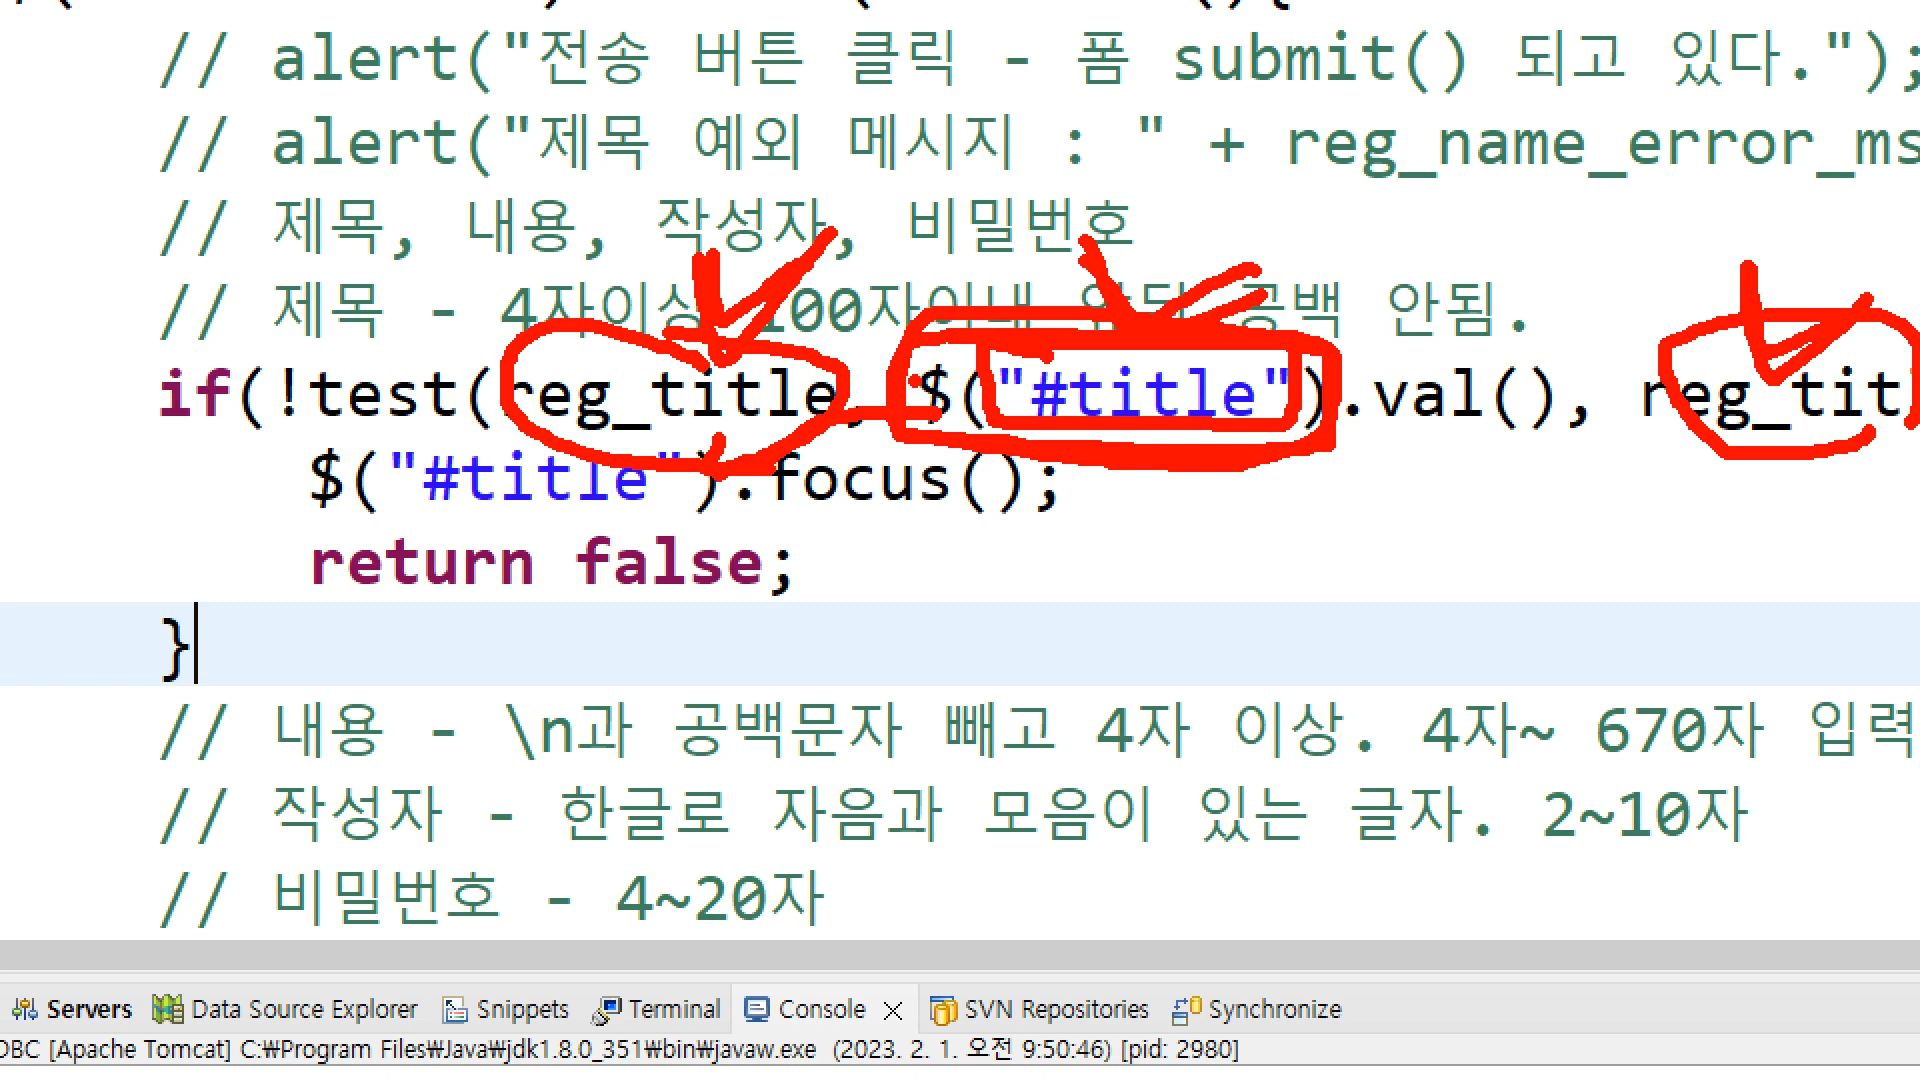 // alert("전송 버튼 클릭 - 폼 submit() 되고 있다.");
// alert("제목 예외 메시지 : " + reg_name_error_ms
// 제목, 내용, 작성자, 비밀번호
// 제목 - 4자이상 100자이내 공백 안됨.
if(!test(reg_title, $("#title").val(), reg_tit
$("#title").focus();
return false;
}
// 내용 - \n과 공백문자 빼고 4자 이상. 4자~ 670자 입력
// 작성자 - 한글로 자음과 모음이 있는 글자. 2~10자
// 비밀번호 - 4~20자
Servers Data Source Explorer Snippets Terminal Console SVN Repositories Synchronize
DBC [Apache Tomcat] C:₩Program Files₩Java₩jdk1.8.0_351₩bin₩javaw.exe (2023. 2. 1. 오전 9:50:46) [pid: 2980]